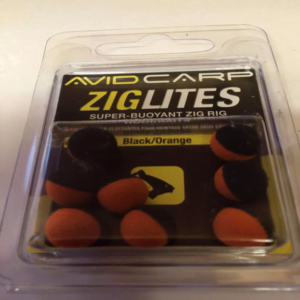 AVID CARP
ZIGLITES
SUPER-BUOYANT ZIG RIG
Black/Orange